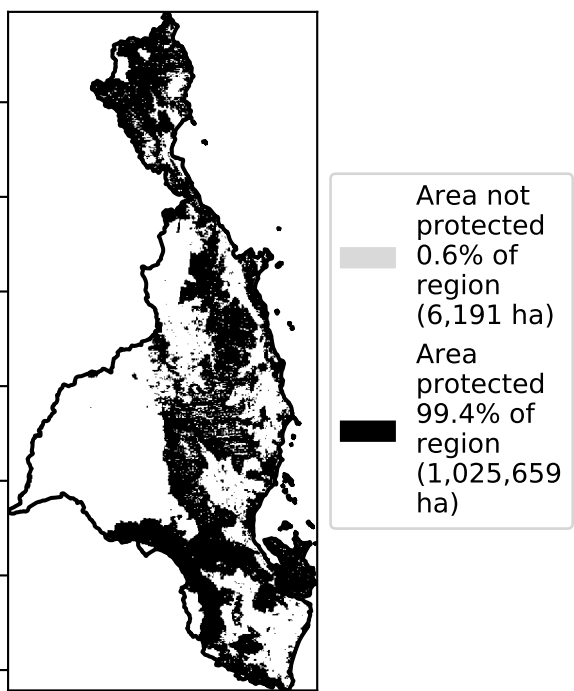 Area not
protected
0.6% of
region
(6,191 ha)
Area
protected
99.4% of
region
(1,025,659
ha)